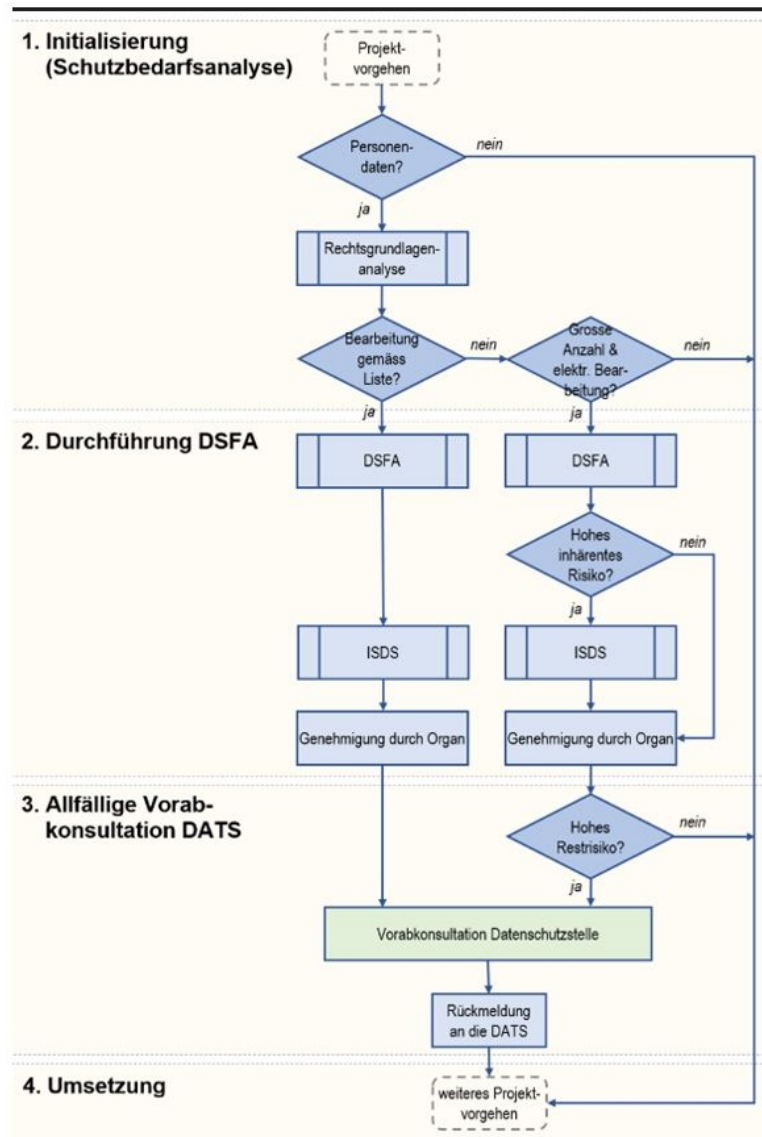 1. Initialisierung
(Schutzbedarfsanalyse)
Projekt-
vorgehen
Personen-
daten?
nein
ja
Rechtsgrundlagen-
analyse
Bearbeitung
gemäss
Liste?
nein
Grosse
Anzahl &
elektr. Bear-
beitung?
nein
ja
ja
2. Durchführung DSFA
DSFA
DSFA
Hohes
inhärentes
Risiko?
nein
ja
ISDS
ISDS
Genehmigung durch Organ
Genehmigung durch Organ
3. Allfällige Vorab-
konsultation DATS
Hohes
Restrisiko?
nein
ja
Vorabkonsultation Datenschutzstelle
Rückmeldung
an die DATS
4. Umsetzung
weiteres Projekt-
vorgehen